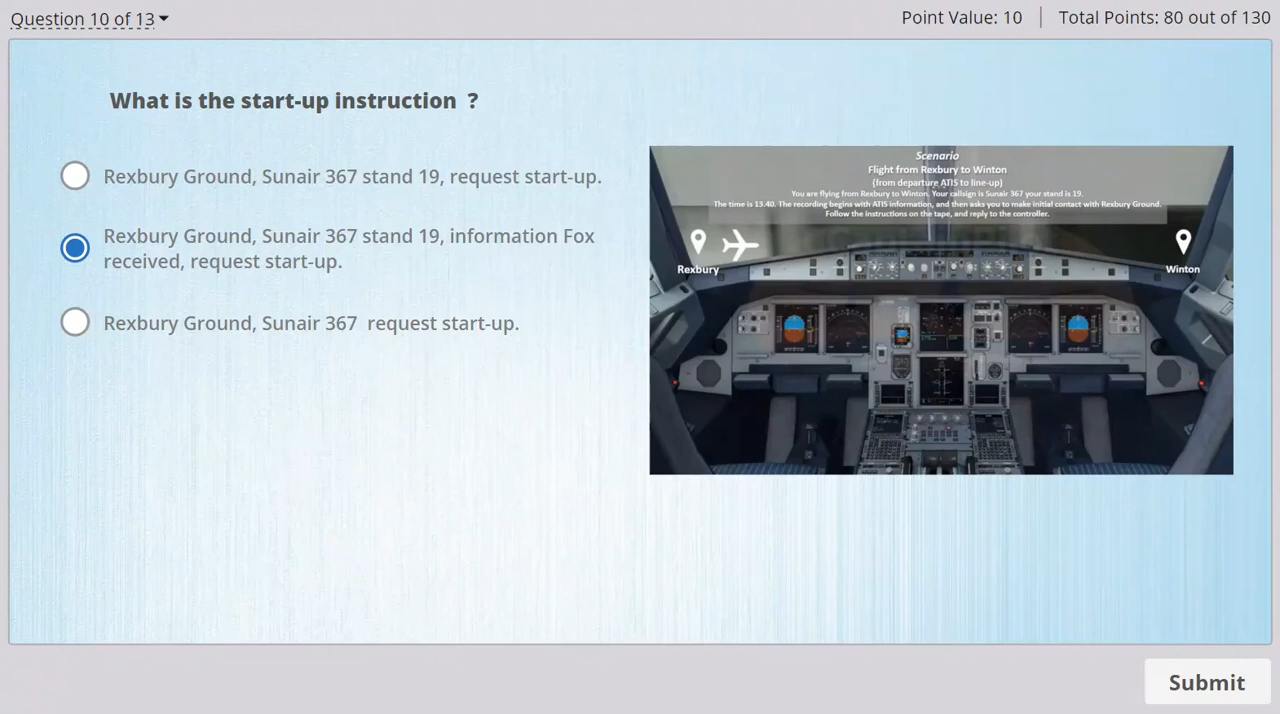 Question 10 of 13
Point Value: 10 | Total Points: 80 out of 130
What is the start-up instruction ?
Rexbury Ground, Sunair 367 stand 19, request start-up.
Rexbury Ground, Sunair 367 stand 19, information Fox
received, request start-up.
Rexbury Ground, Sunair 367 request start-up.
Scenario
Flight from Rexbury to Winton
(from departure ATIS to line-up)
You are flying from Rexbury to Winton. Your callsign is Sunair 367 your stand is 19.
The time is 13.40. The recording begins with ATIS information, and then asks you to make initial contact with Rexbury Ground.
Follow the instructions on the tape, and reply to the controller.
Rexbury
Winton
Submit